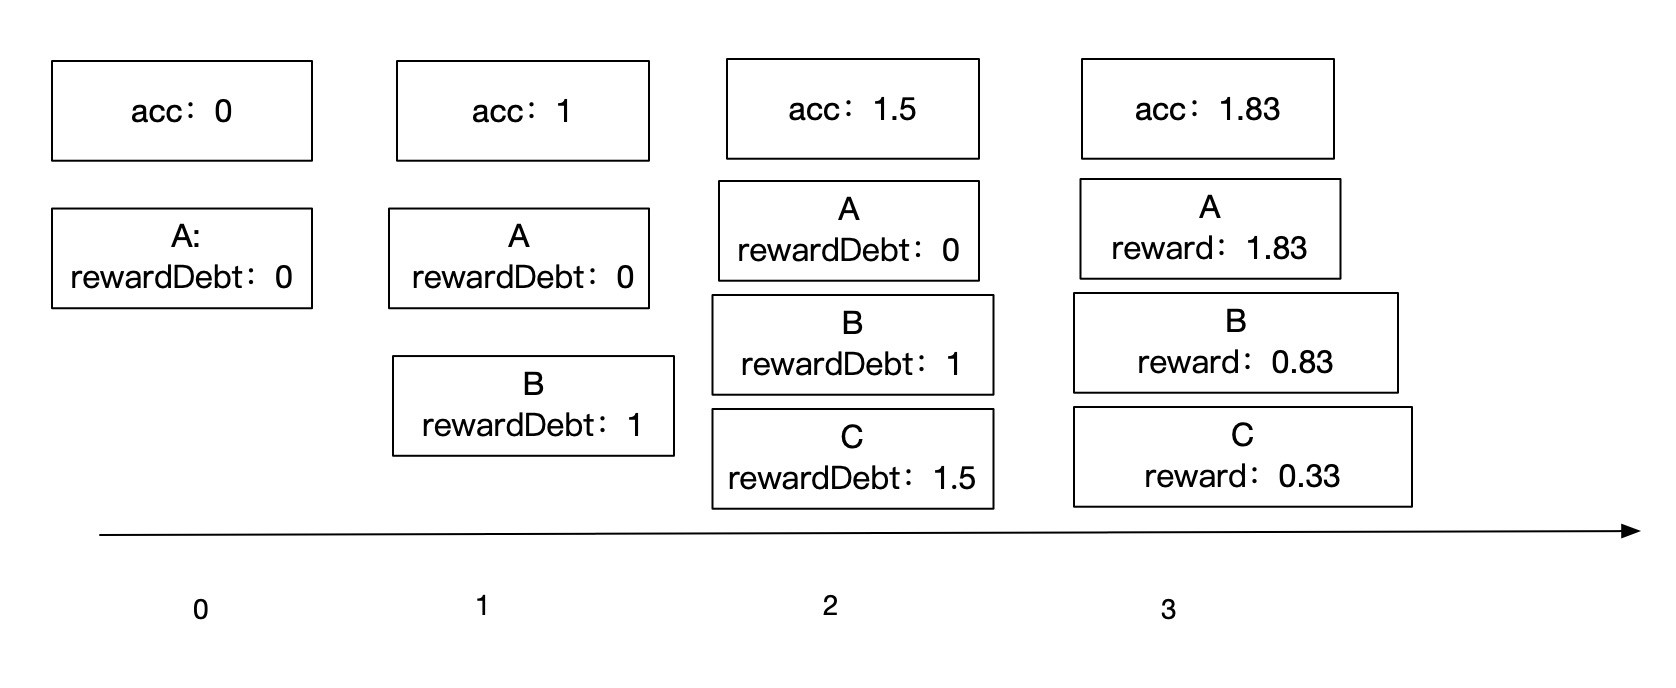 acc：0
acc：1
acc：1.5
acc：1.83
A:
rewardDebt：0
A
rewardDebt：0
B
rewardDebt：1
A
rewardDebt：0
B
rewardDebt：1
C
rewardDebt：1.5
A
reward：1.83
B
reward：0.83
C
reward：0.33
0
1
2
3